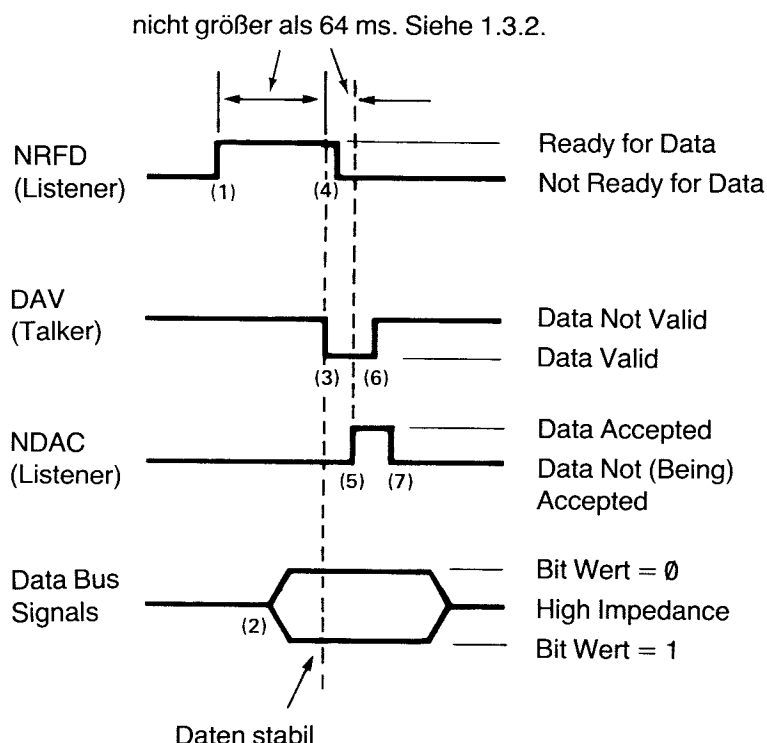 nicht größer als 64 ms. Siehe 1.3.2.
NRFD
(Listener)
(1)
(4)
Ready for Data
Not Ready for Data
DAV
(Talker)
(3)
(6)
Data Not Valid
Data Valid
NDAC
(Listener)
(5)
(7)
Data Accepted
Data Not (Being)
Accepted
Data Bus
Signals
(2)
Bit Wert = Ø
High Impedance
Bit Wert = 1
Daten stabil